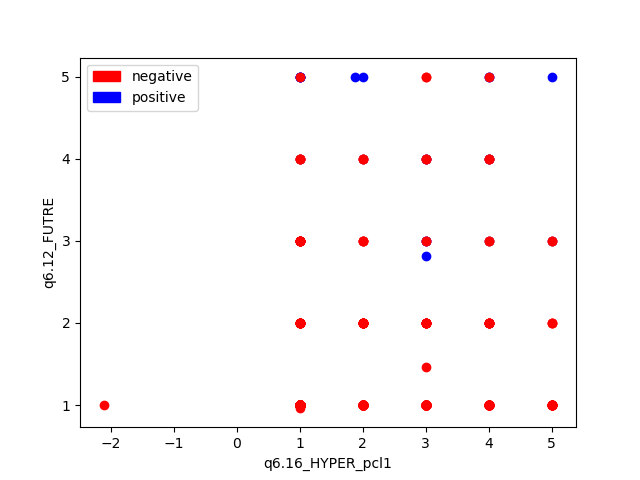 negative
positive
5
4
3
2
1
q6.12_FUTRE
−2 −1 0 1 2 3 4 5
q6.16_HYPER_pcl1